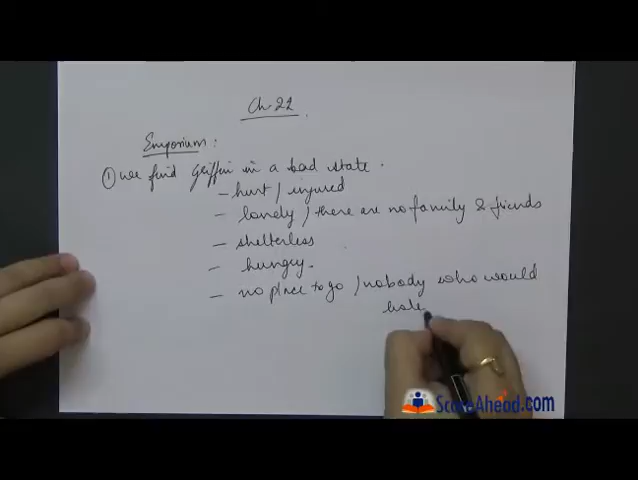 Ch-22
Emporium:
① We find Griffin in a bad state.
- hurt / injured
- lonely / there are no family & friends
- shelterless
- hungry.
- no place to go / nobody who would
ScoreAhead.com